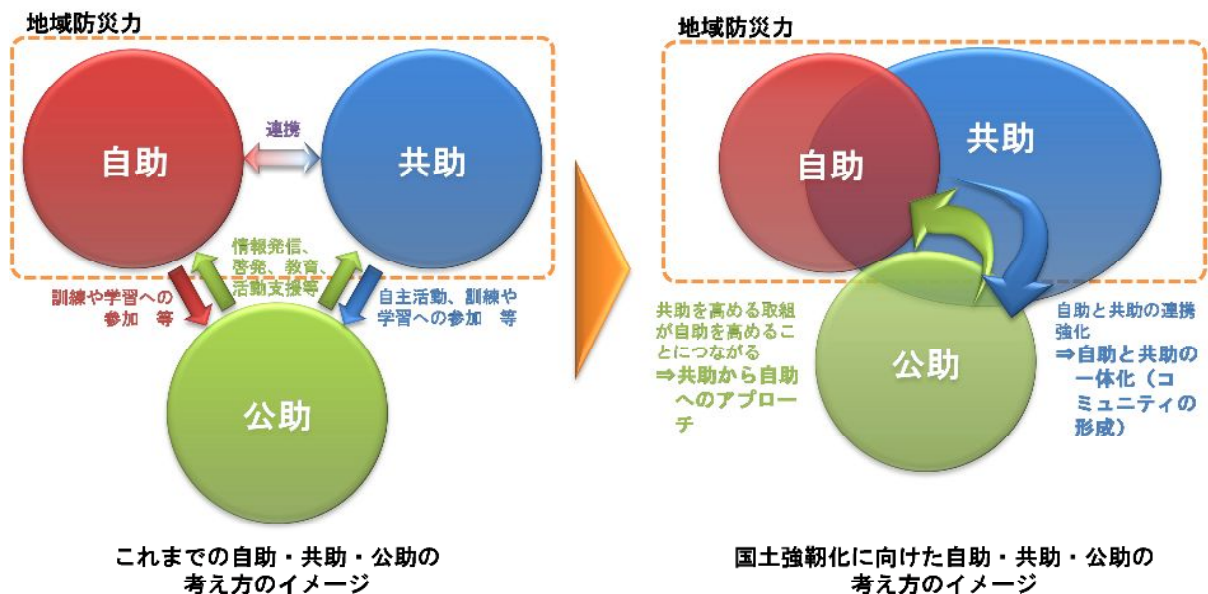 地域防災力
自助
連携
共助
情報発信、
啓発、教育、
活動支援等
訓練や学習への
参加　等
自主活動、訓練や
学習への参加　等
公助
これまでの自助・共助・公助の
考え方のイメージ
地域防災力
自助
共助
公助
共助を高める取組
が自助を高めるこ
とにつながる
⇒共助から自助
へのアプロー
チ
自助と共助の連携
強化
⇒自助と共助の
一体化（コ
ミュニティの
形成）
国土強靭化に向けた自助・共助・公助の
考え方のイメージ